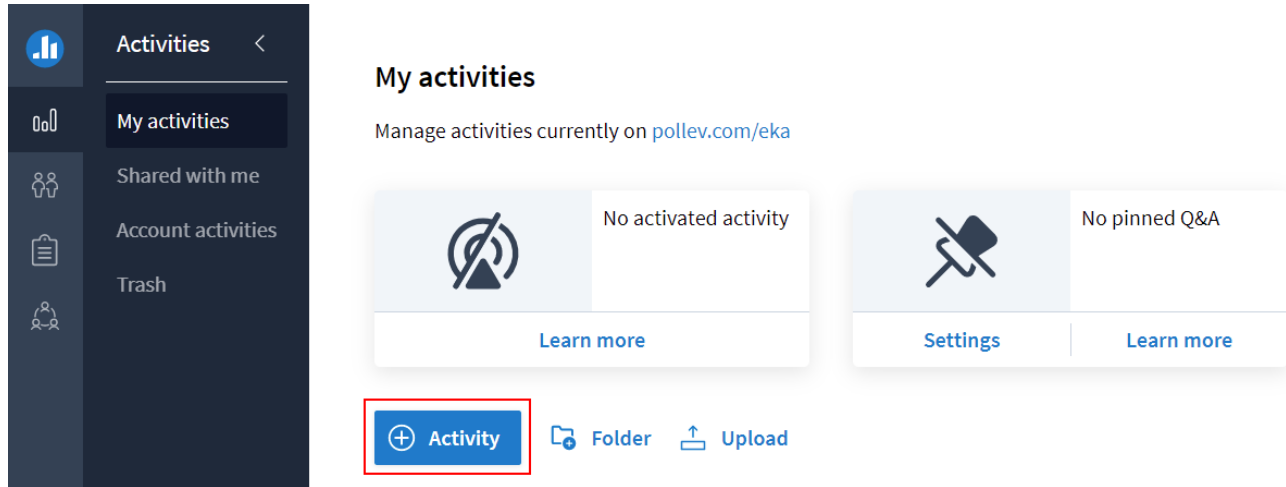 Activities
My activities
Shared with me
Account activities
Trash
My activities
Manage activities currently on pollev.com/eka
No activated activity
Learn more
No pinned Q&A
Settings
Learn more
Activity
Folder
Upload